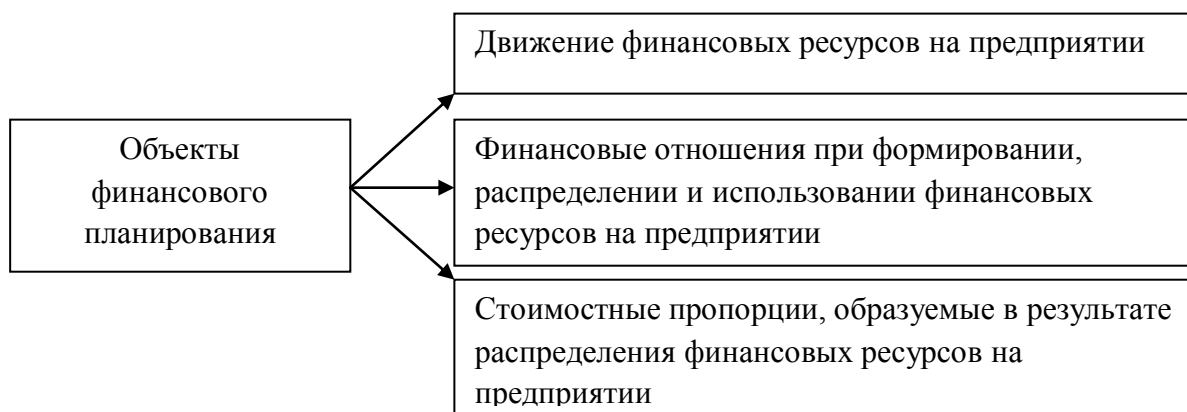 Объекты
финансового
планирования
Движение финансовых ресурсов на предприятии
Финансовые отношения при формировании,
распределении и использовании финансовых
ресурсов на предприятии
Стоимостные пропорции, образуемые в результате
распределения финансовых ресурсов на
предприятии